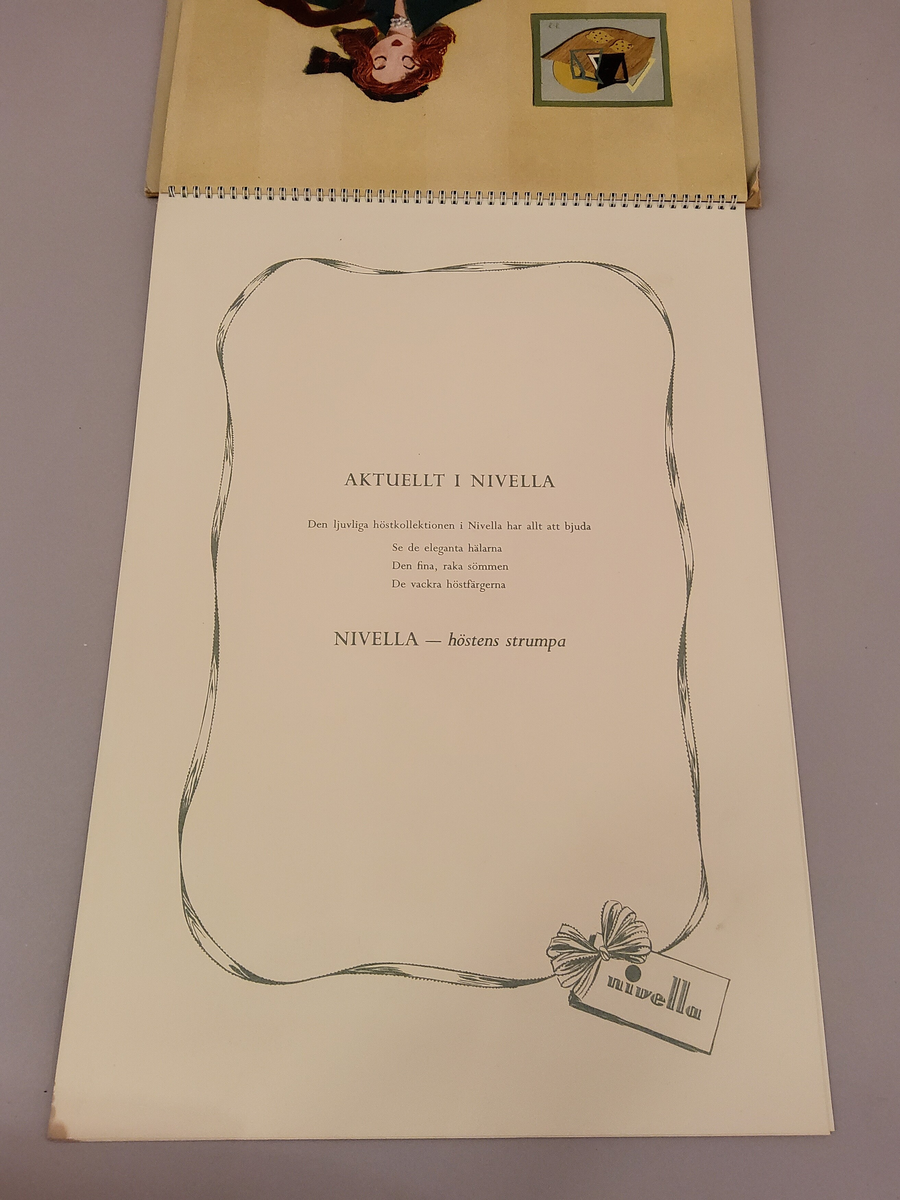 AKTUELLT I NIVELLA
Den ljuvliga höstkollektionen i Nivella har allt att bjuda
Se de eleganta hälarna
Den fina, raka sömmen
De vackra höstfärgerna
NIVELLA — höstens strumpa
nivella